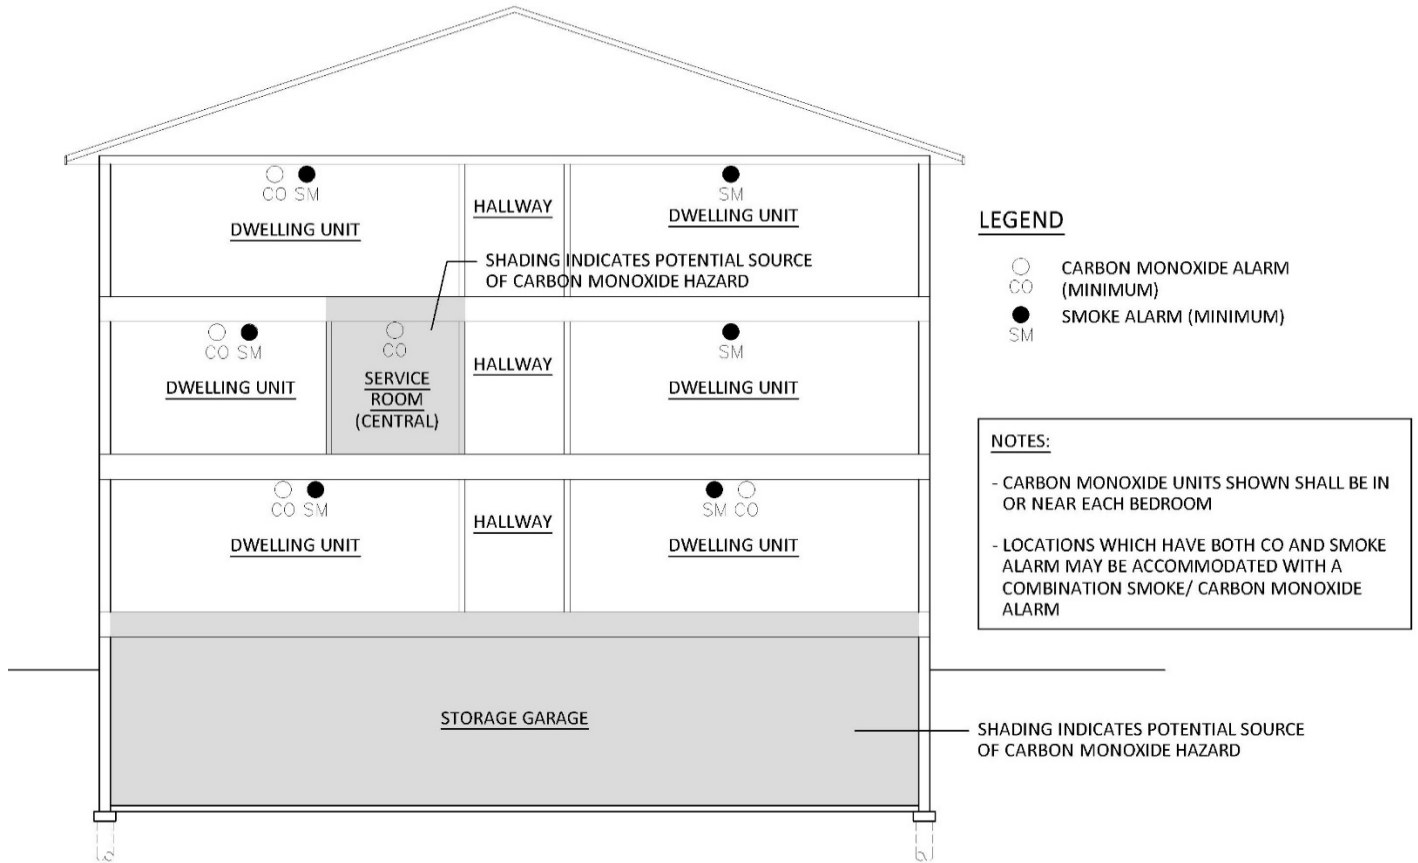 CO SM
DWELLING UNIT
HALLWAY
SM
DWELLING UNIT
SHADING INDICATES POTENTIAL SOURCE
OF CARBON MONOXIDE HAZARD
CO SM
DWELLING UNIT
CO
SERVICE
ROOM
(CENTRAL)
HALLWAY
SM
DWELLING UNIT
CO SM
DWELLING UNIT
HALLWAY
SM CO
DWELLING UNIT
STORAGE GARAGE
LEGEND
CO
CARBON MONOXIDE ALARM
(MINIMUM)
SM
SMOKE ALARM (MINIMUM)
NOTES:
- CARBON MONOXIDE UNITS SHOWN SHALL BE IN
OR NEAR EACH BEDROOM
- LOCATIONS WHICH HAVE BOTH CO AND SMOKE
ALARM MAY BE ACCOMMODATED WITH A
COMBINATION SMOKE/ CARBON MONOXIDE
ALARM
SHADING INDICATES POTENTIAL SOURCE
OF CARBON MONOXIDE HAZARD